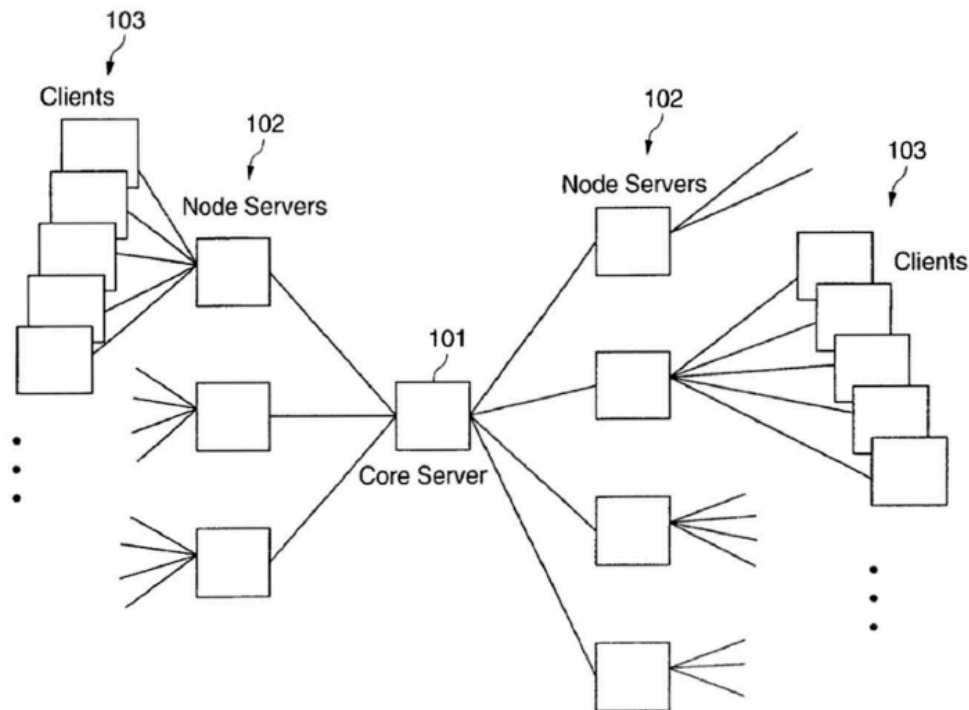 103
Clients
102
Node Servers
101
Core Server
102
Node Servers
103
Clients